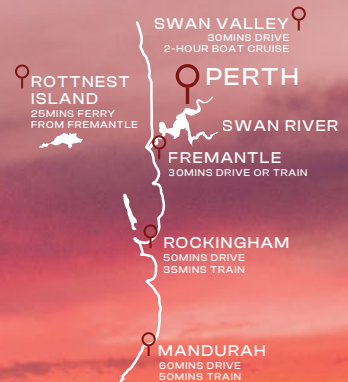 SWAN VALLEY
30MINS DRIVE
2-HOUR BOAT CRUISE
PERTH
ROTTNEST
ISLAND
25MINS FERRY
FROM FREMANTLE
SWAN RIVER
FREMANTLE
30MINS DRIVE OR TRAIN
ROCKINGHAM
50MINS DRIVE
35MINS TRAIN
MANDURAH
60MINS DRIVE
50MINS TRAIN